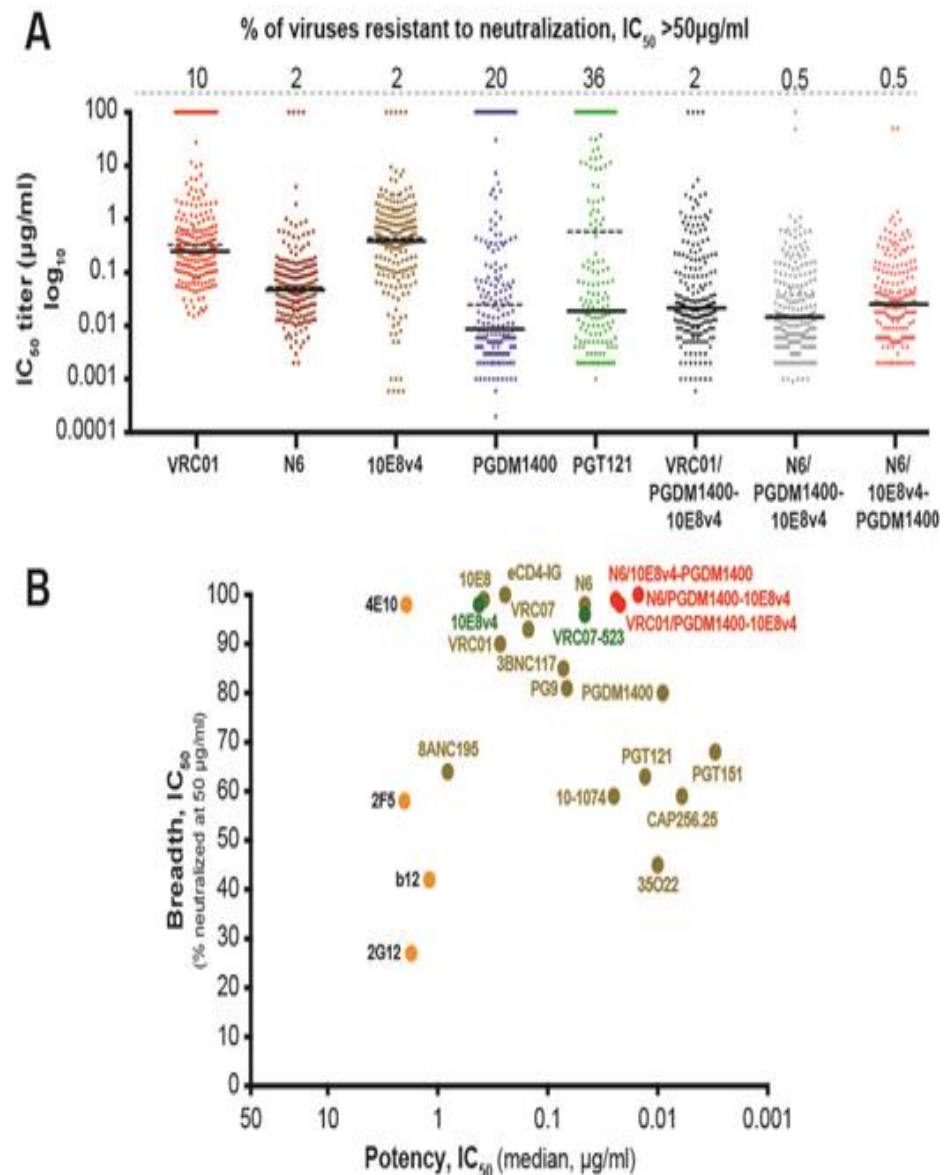 A
% of viruses resistant to neutralization, IC50 >50µg/ml
10 2 2 20 36 2 0.5 0.5
IC50 titer (µg/ml)
log10
100
10
1
0.1
0.01
0.001
0.0001
VRC01
N6
10E8v4
PGDM1400
PGT121
VRC01/
PGDM1400-
10E8v4
N6/
PGDM1400-
10E8v4
N6/
10E8v4-
PGDM1400
B
Breadth, IC50
(% neutralized at 50 µg/ml)
100
90
80
70
60
50
40
30
20
10
0
4E10
10E8
eCD4-IG
N6
N6/10E8v4-PGDM1400
N6/PGDM1400-10E8v4
VRC01/PGDM1400-10E8v4
10E8v4
VRC07
VRC07-523
VRC01
3BNC117
PG9
PGDM1400
8ANC195
PGT121
PGT151
2F5
10-1074
CAP256.25
b12
35O22
2G12
50 10 1 0.1 0.01 0.001
Potency, IC50 (median, µg/ml)